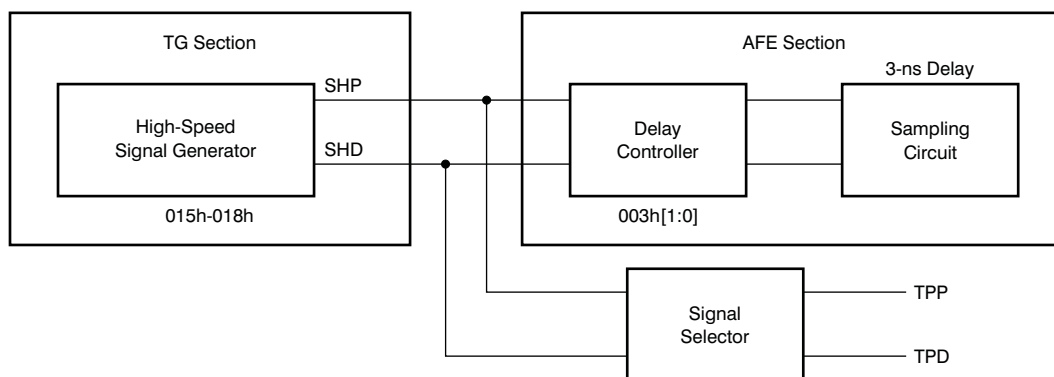 TG Section
AFE Section
3-ns Delay
SHP
High-Speed
Signal Generator
SHD
Delay
Controller
Sampling
Circuit
015h-018h
003h[1:0]
Signal
Selector
TPP
TPD